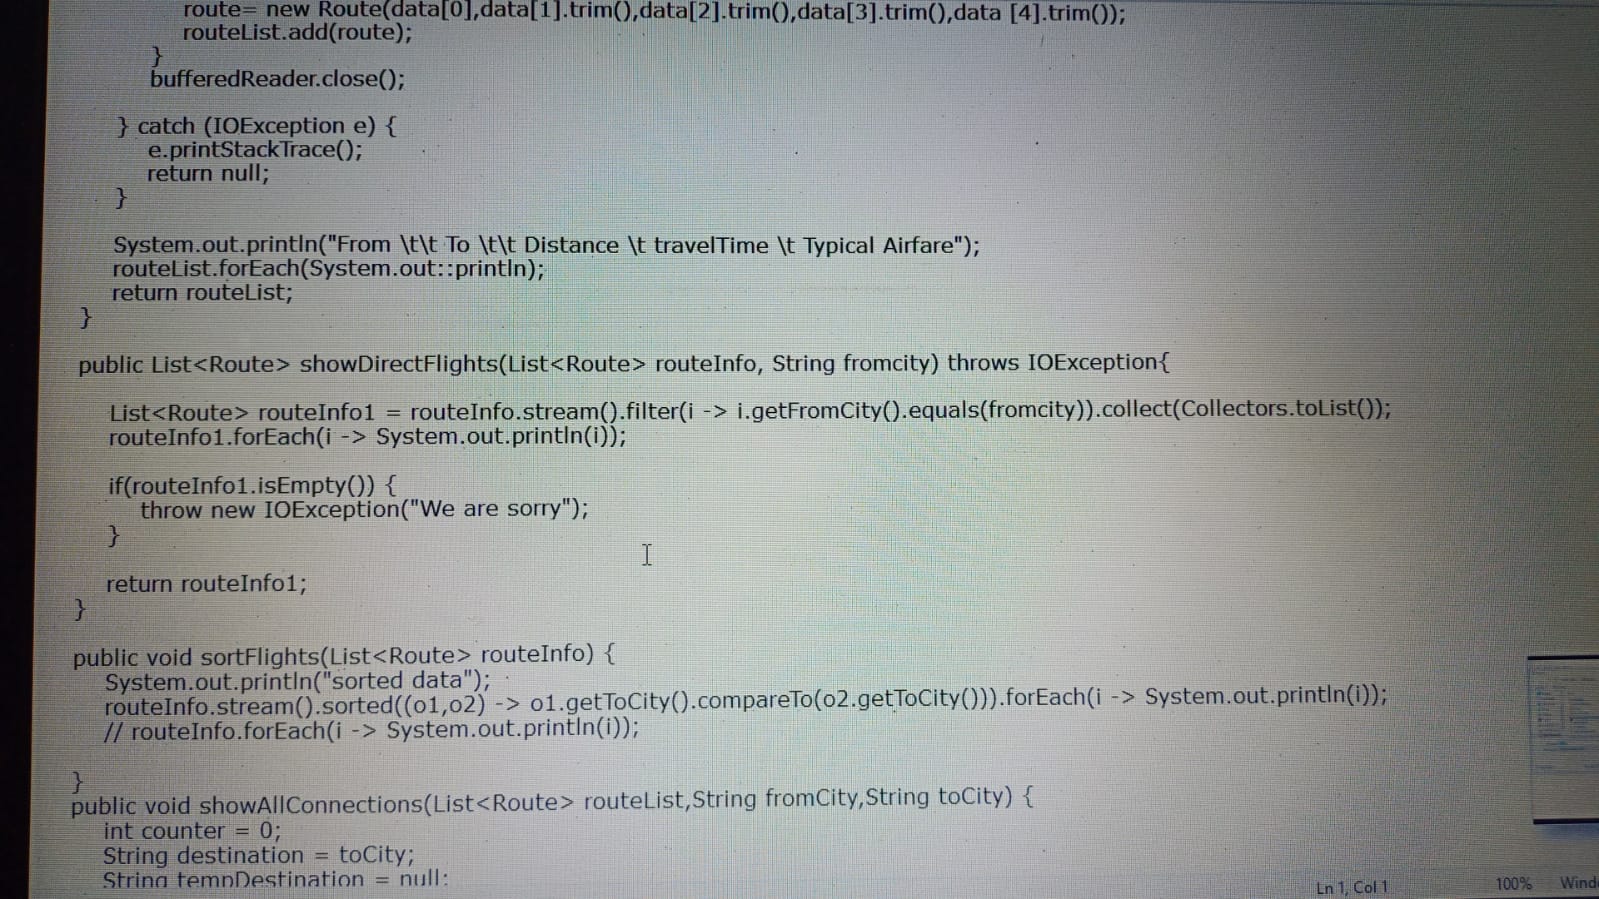 route= new Route(data[0],data[1].trim(),data[2].trim(),data[3].trim(),data [4].trim());
routeList.add(route);
}
bufferedReader.close();
} catch (IOException e) {
e.printStackTrace();
return null;
}
System.out.println("From \t\t To \t\t Distance \t travelTime \t Typical Airfare");
routeList.forEach(System.out::println);
return routeList;
}
public List<Route> showDirectFlights(List<Route> routeInfo, String fromcity) throws IOException{
List<Route> routeInfo1 = routeInfo.stream().filter(i -> i.getFromCity().equals(fromcity)).collect(Collectors.toList());
routeInfo1.forEach(i -> System.out.println(i));
if(routeInfo1.isEmpty()) {
throw new IOException("We are sorry");
}
return routeInfo1;
}
public void sortFlights(List<Route> routeInfo) {
System.out.println("sorted data");
routeInfo.stream().sorted((o1,o2) -> o1.getToCity().compareTo(o2.getToCity())).forEach(i -> System.out.println(i));
// routeInfo.forEach(i -> System.out.println(i));
}
public void showAllConnections(List<Route> routeList,String fromCity,String toCity) {
int counter = 0;
String destination = toCity;
String tempDestination = null;
Ln 1, Col 1
100%